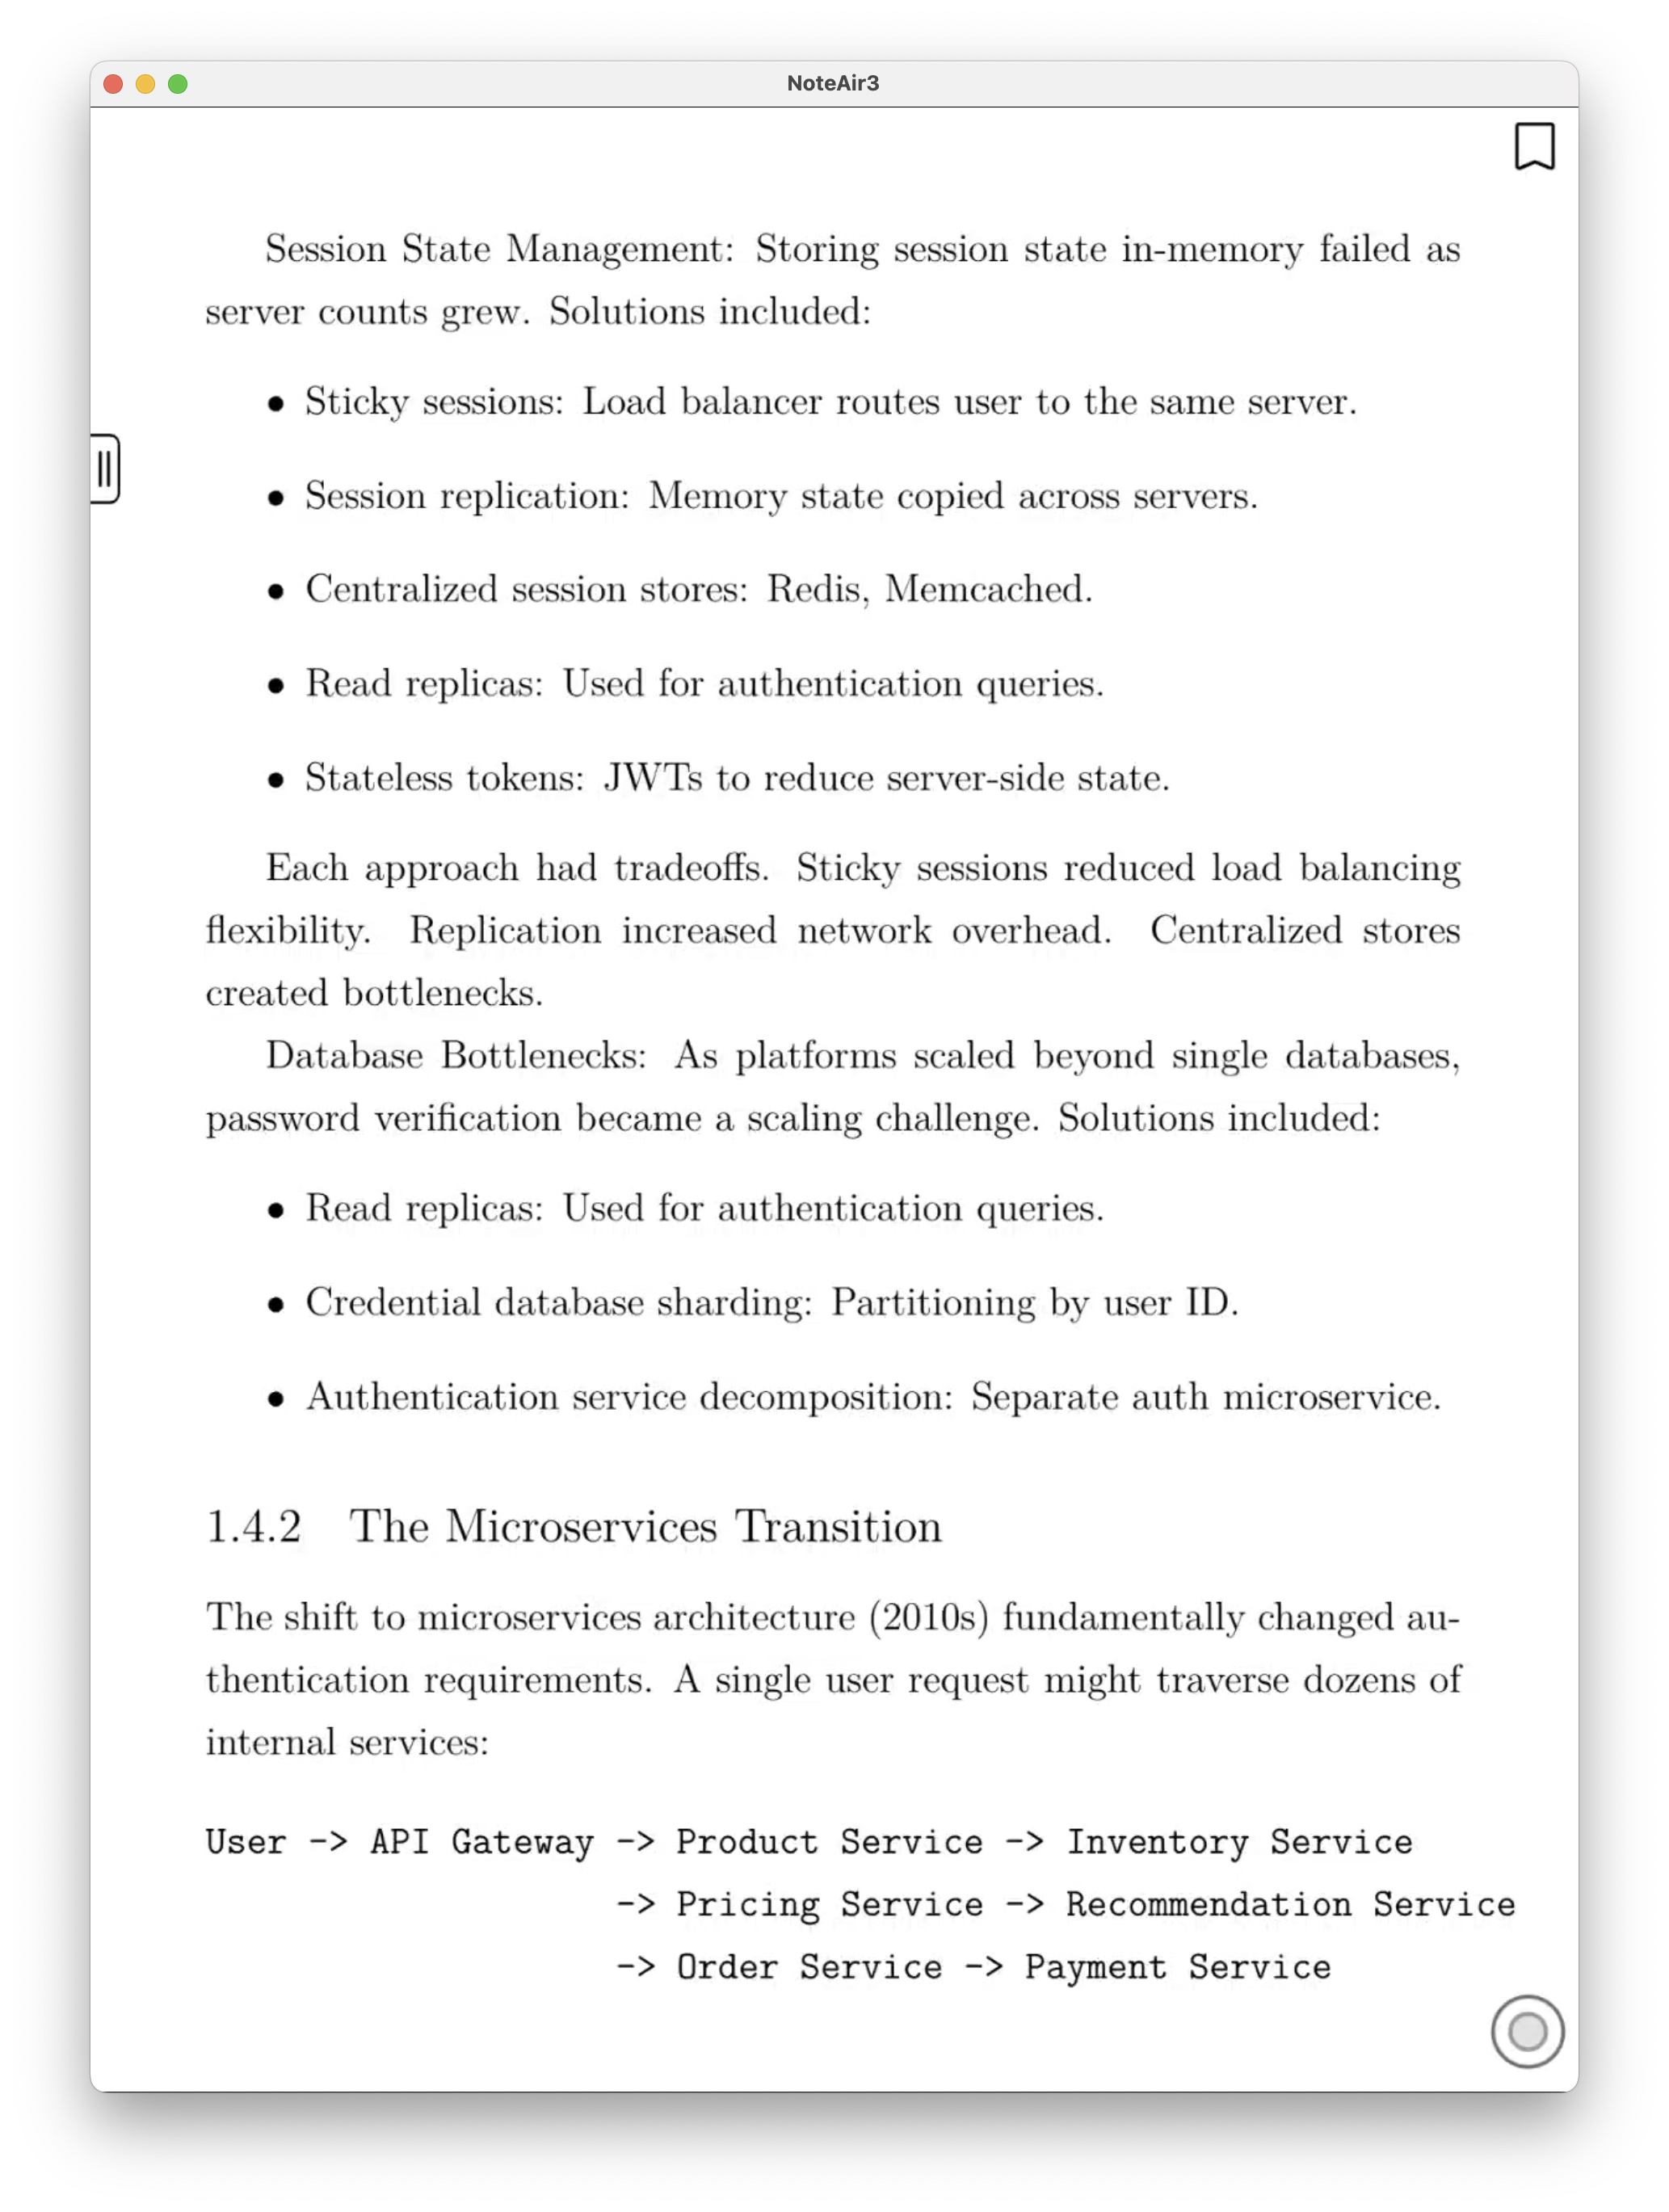 NoteAir3
Session State Management: Storing session state in-memory failed as
server counts grew. Solutions included:
• Sticky sessions: Load balancer routes user to the same server.
• Session replication: Memory state copied across servers.
• Centralized session stores: Redis, Memcached.
• Read replicas: Used for authentication queries.
• Stateless tokens: JWTs to reduce server-side state.
Each approach had tradeoffs. Sticky sessions reduced load balancing
flexibility. Replication increased network overhead. Centralized stores
created bottlenecks.
Database Bottlenecks: As platforms scaled beyond single databases,
password verification became a scaling challenge. Solutions included:
• Read replicas: Used for authentication queries.
• Credential database sharding: Partitioning by user ID.
• Authentication service decomposition: Separate auth microservice.
1.4.2 The Microservices Transition
The shift to microservices architecture (2010s) fundamentally changed au-
thentication requirements. A single user request might traverse dozens of
internal services:
User -> API Gateway -> Product Service -> Inventory Service
-> Pricing Service -> Recommendation Service
-> Order Service -> Payment Service